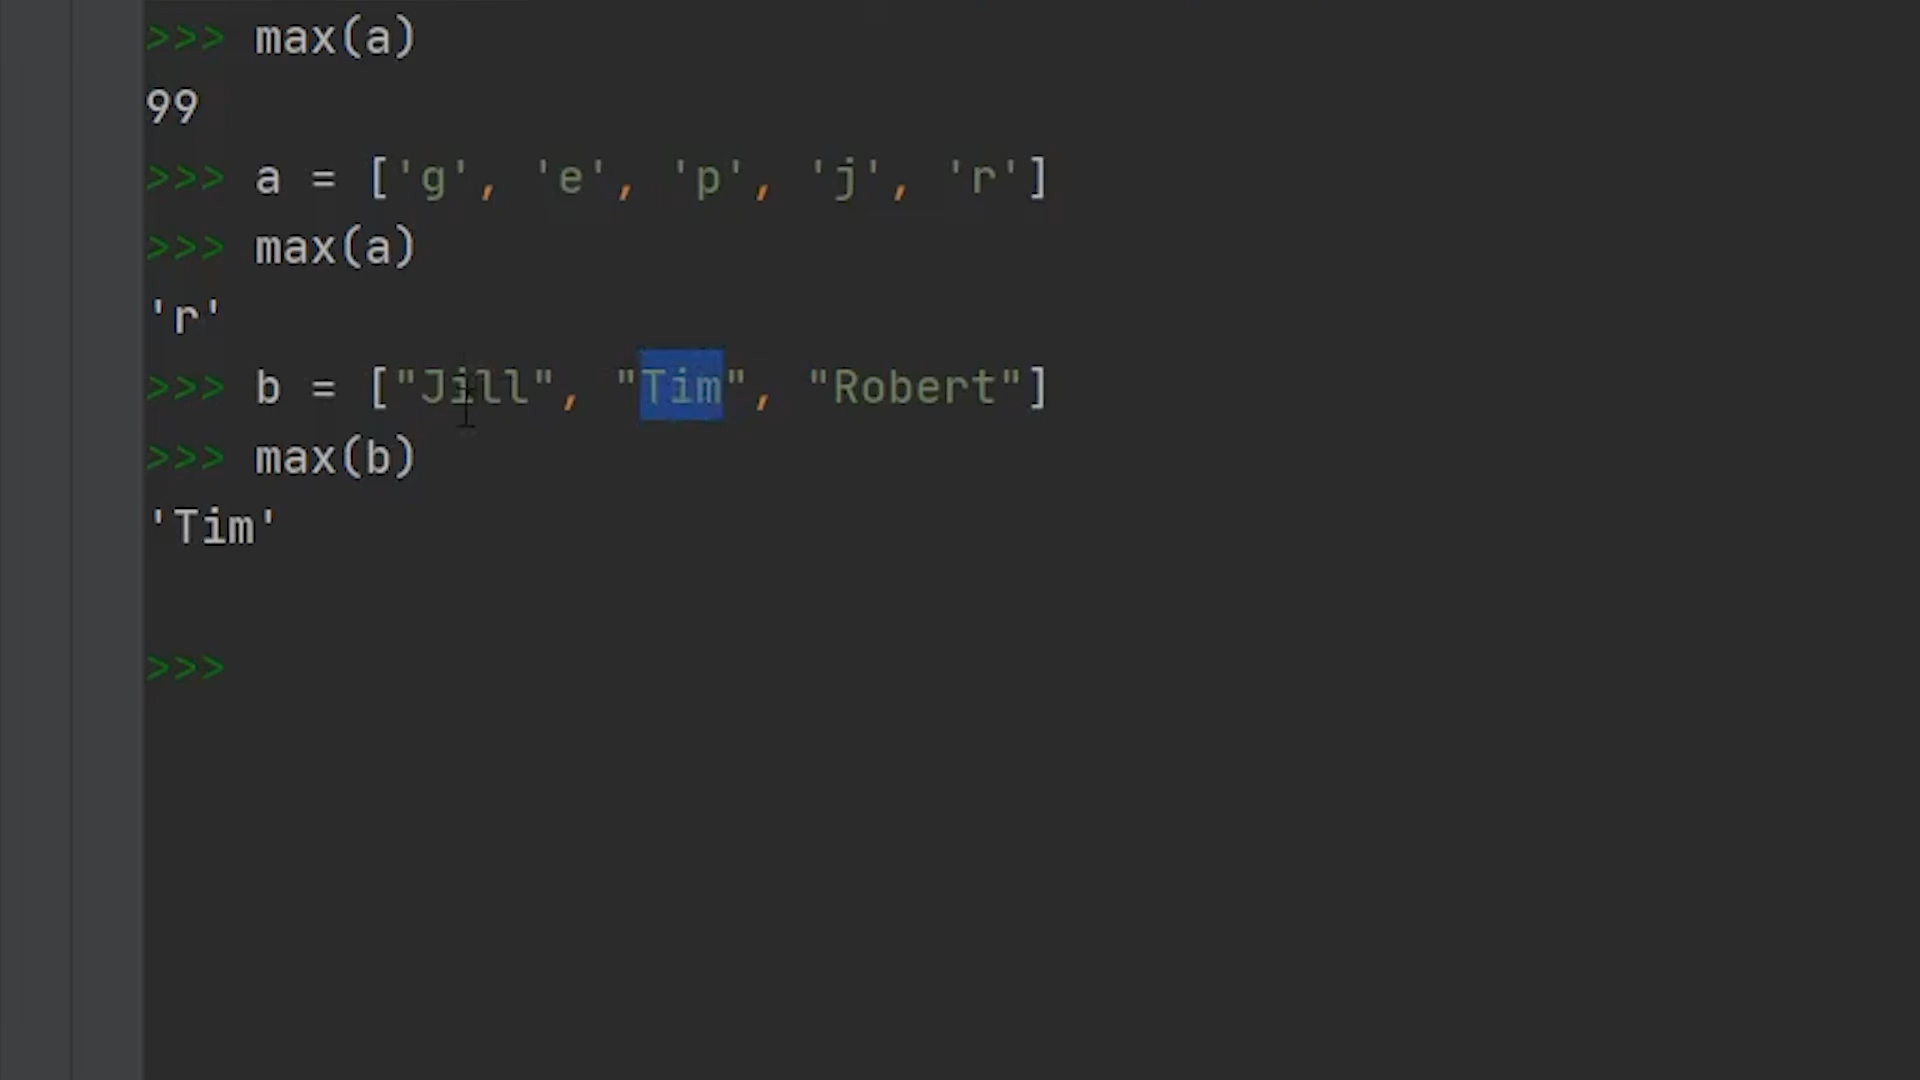 >>> max(a)
99
>>> a = ['g', 'e', 'p', 'j', 'r']
>>> max(a)
'r'
>>> b = ["Jill", "Tim", "Robert"]
>>> max(b)
'Tim'
>>>